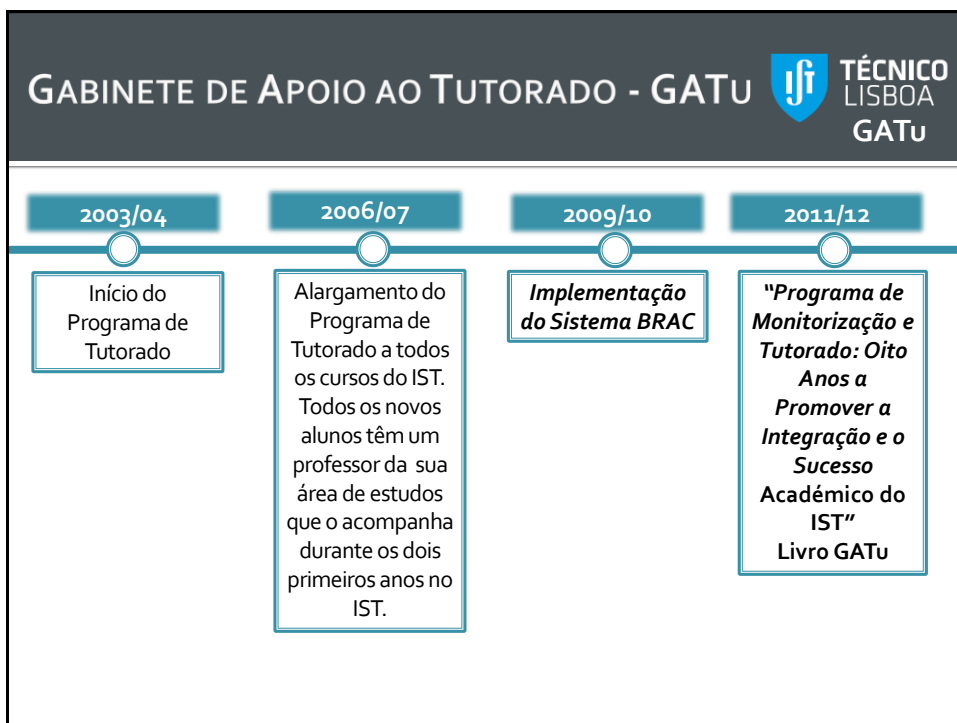 GABINETE DE APOIO AO TUTORADO - GATU
TÉCNICO
LISBOA
GATU
2003/04
Início do
Programa de
Tutorado
2006/07
Alargamento do
Programa de
Tutorado a todos
os cursos do IST.
Todos os novos
alunos têm um
professor da sua
área de estudos
que o acompanha
durante os dois
primeiros anos no
IST.
2009/10
Implementação
do Sistema BRAC
2011/12
“Programa de
Monitorização e
Tutorado: Oito
Anos a
Promover a
Integração e o
Sucesso
Académico do
IST”
Livro GATu